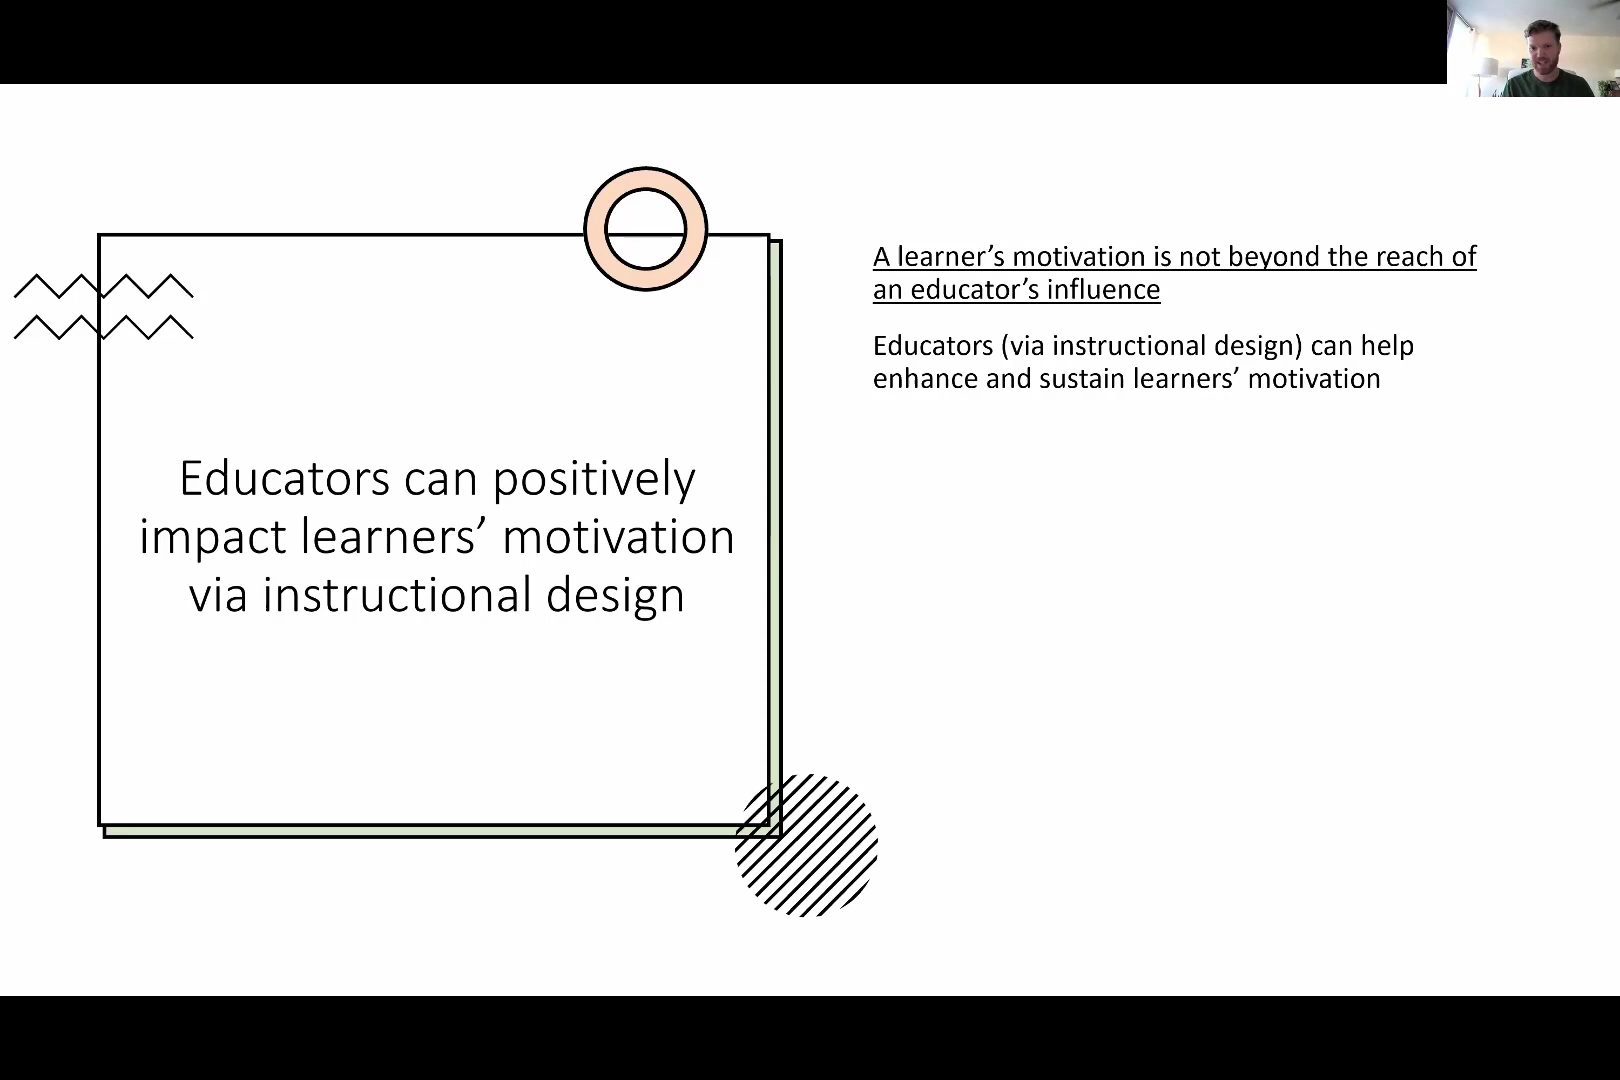 Educators can positively
impact learners’ motivation
via instructional design
A learner’s motivation is not beyond the reach of
an educator’s influence
Educators (via instructional design) can help
enhance and sustain learners’ motivation